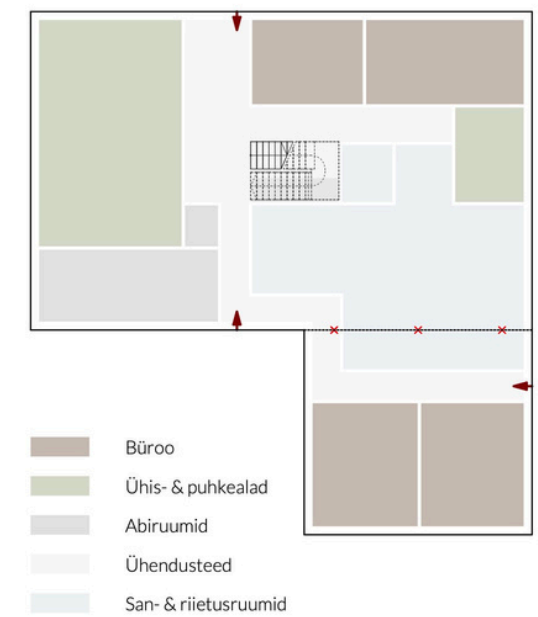 Büroo
Ühis- & puhkealad
Abiruumid
Ühendusteed
San- & riietusruumid